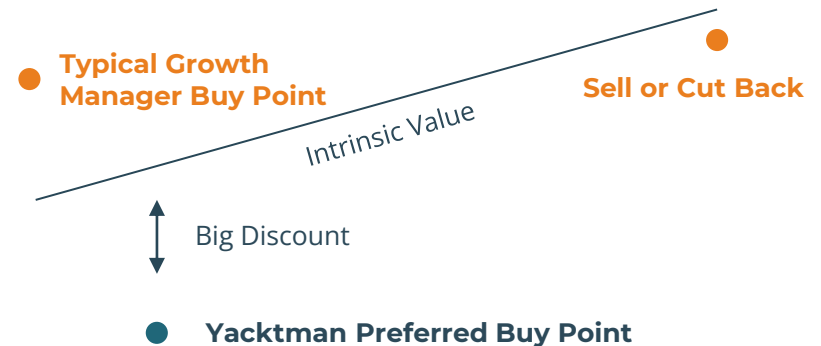 Typical Growth
Manager Buy Point
Sell or Cut Back
Intrinsic Value
Big Discount
Yacktman Preferred Buy Point